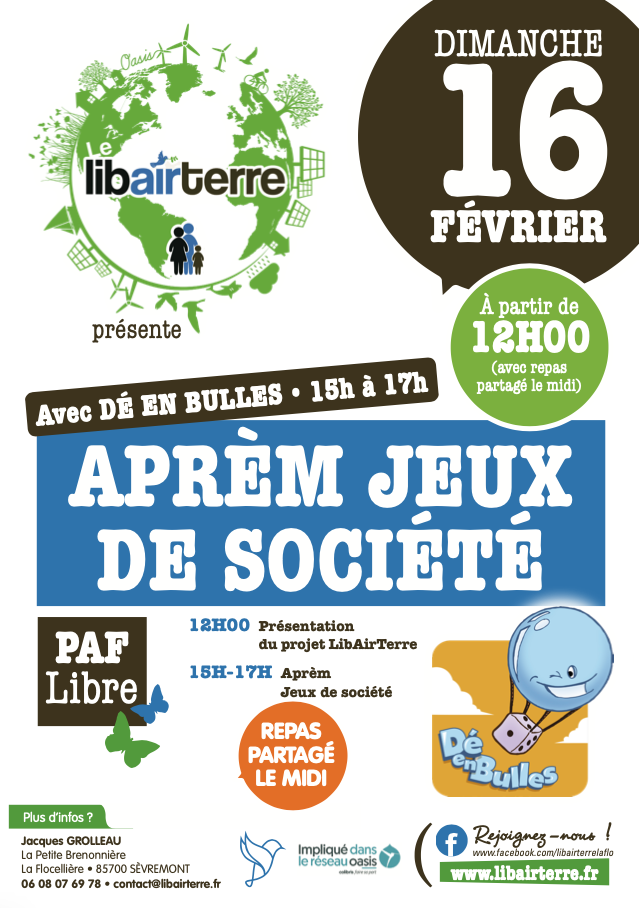 Oasis
Le
libairterre
présente
DIMANCHE
16
FÉVRIER
À partir de
12H00
(avec repas
partagé le midi)
Avec DÉ EN BULLES • 15h à 17h
APRÈM JEUX
DE SOCIÉTÉ
PAF
Libre
12H00 Présentation
du projet LibAirTerre
15H-17H Aprèm
Jeux de société
REPAS
PARTAGÉ
LE MIDI
Dé
en
Bulles
Plus d'infos ?
Jacques GROLLEAU
La Petite Brenonnière
La Flocellière • 85700 SÈVREMONT
06 08 07 69 78 • contact@libairterre.fr
Impliqué dans
le réseau oasis
colibris, faire sa part
Rejoignez-nous !
www.facebook.com/libairterrelaflo
www.libairterre.fr